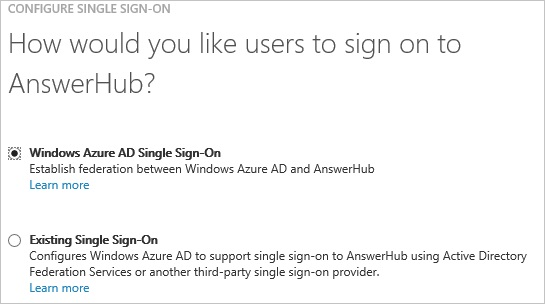 CONFIGURE SINGLE SIGN-ON
How would you like users to sign on to
AnswerHub?
Windows Azure AD Single Sign-On
Establish federation between Windows Azure AD and AnswerHub
Learn more
Existing Single Sign-On
Configures Windows Azure AD to support single sign-on to AnswerHub using Active Directory
Federation Services or another third-party single sign-on provider.
Learn more